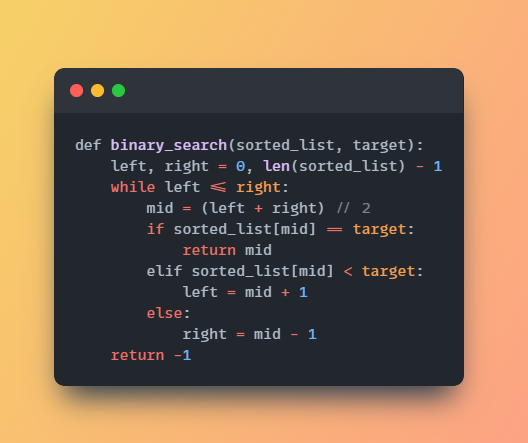 def binary_search(sorted_list, target):
    left, right = 0, len(sorted_list) - 1
    while left <= right:
        mid = (left + right) // 2
        if sorted_list[mid] == target:
            return mid
        elif sorted_list[mid] < target:
            left = mid + 1
        else:
            right = mid - 1
    return -1